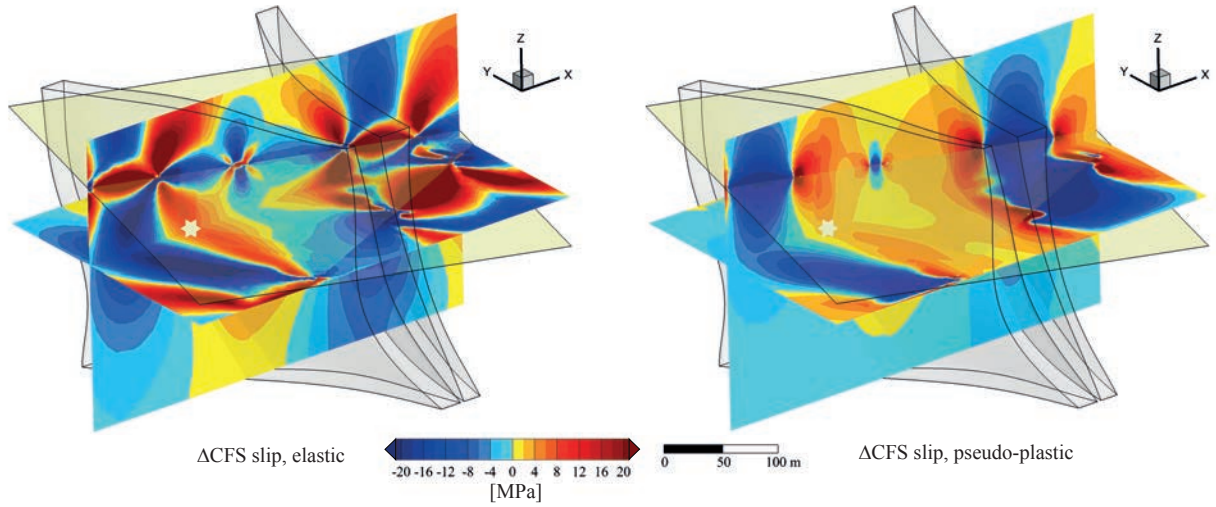 Z
Y
X
Z
Y
X
ΔCFS slip, elastic
-20 -16 -12 -8 -4 0 4 8 12 16 20
[MPa]
0 50 100 m
ΔCFS slip, pseudo-plastic